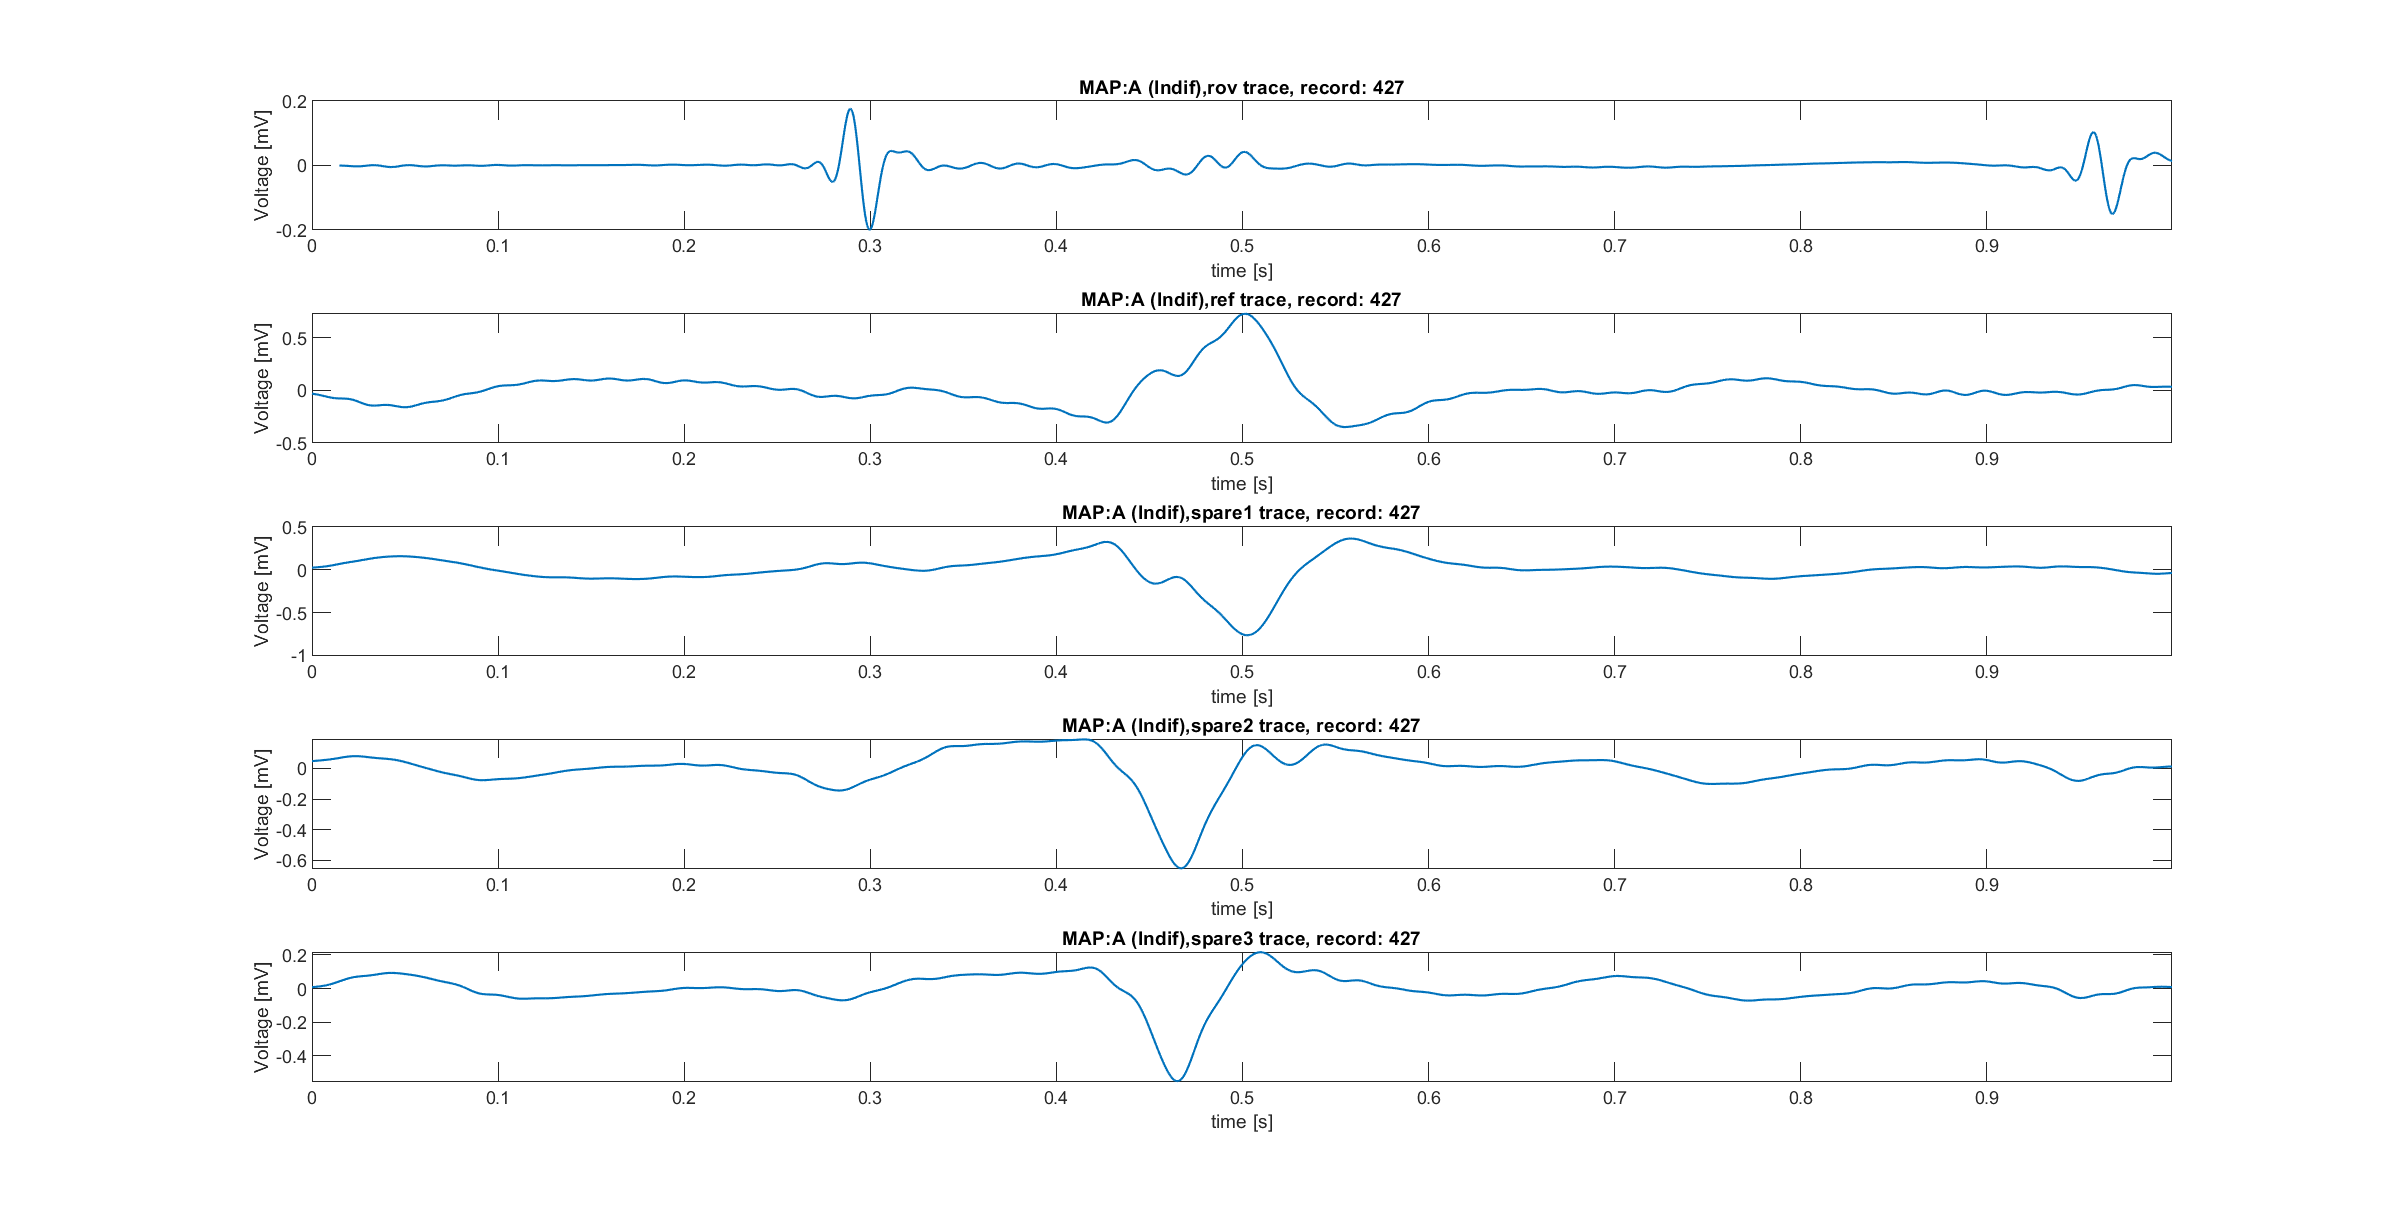 MAP:A (Indif),rov trace, record: 427
Voltage [mV]
0.2
0
-0.2
0 0.1 0.2 0.3 0.4 0.5 0.6 0.7 0.8 0.9
time [s]
MAP:A (Indif),ref trace, record: 427
Voltage [mV]
0.5
0
-0.5
0 0.1 0.2 0.3 0.4 0.5 0.6 0.7 0.8 0.9
time [s]
MAP:A (Indif),spare1 trace, record: 427
Voltage [mV]
0.5
0
-0.5
-1
0 0.1 0.2 0.3 0.4 0.5 0.6 0.7 0.8 0.9
time [s]
MAP:A (Indif),spare2 trace, record: 427
Voltage [mV]
0
-0.2
-0.4
-0.6
0 0.1 0.2 0.3 0.4 0.5 0.6 0.7 0.8 0.9
time [s]
MAP:A (Indif),spare3 trace, record: 427
Voltage [mV]
0.2
0
-0.2
-0.4
0 0.1 0.2 0.3 0.4 0.5 0.6 0.7 0.8 0.9
time [s]